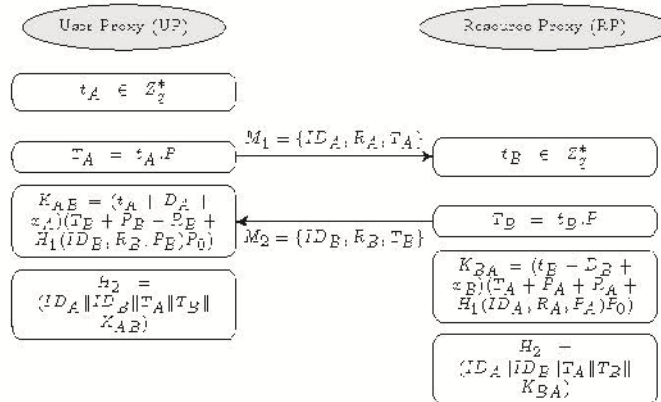 User Proxy (UP)
Resource Proxy (RP)
t_A ∈ Z_q^*
T_A = t_A.P
M_1 = {ID_A, R_A, T_A}
t_B ∈ Z_q^*
K_AB = (t_A + D_A +
x_A)(T_B + P_B + R_B +
H_1(ID_B, R_B, P_B)P_0)
M_2 = {ID_B, R_B, T_B}
T_B = t_B.P
H_2 =
(ID_A||ID_B||T_A||T_B||
K_AB)
K_BA = (t_B + D_B +
x_B)(T_A + P_A + R_A +
H_1(ID_A, R_A, P_A)P_0)
H_2 =
(ID_A||ID_B||T_A||T_B||
K_BA)